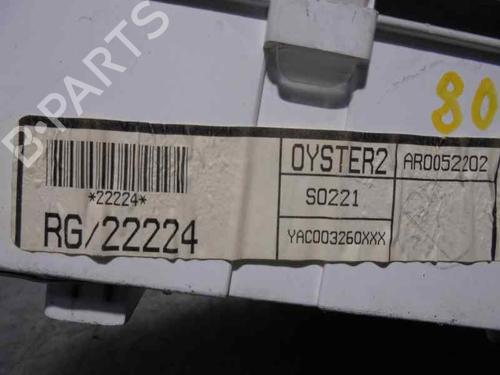 B-PARTS
80
OYSTER2
AR0052202
*22224*
S0221
RG/22224
YAC003260XXX